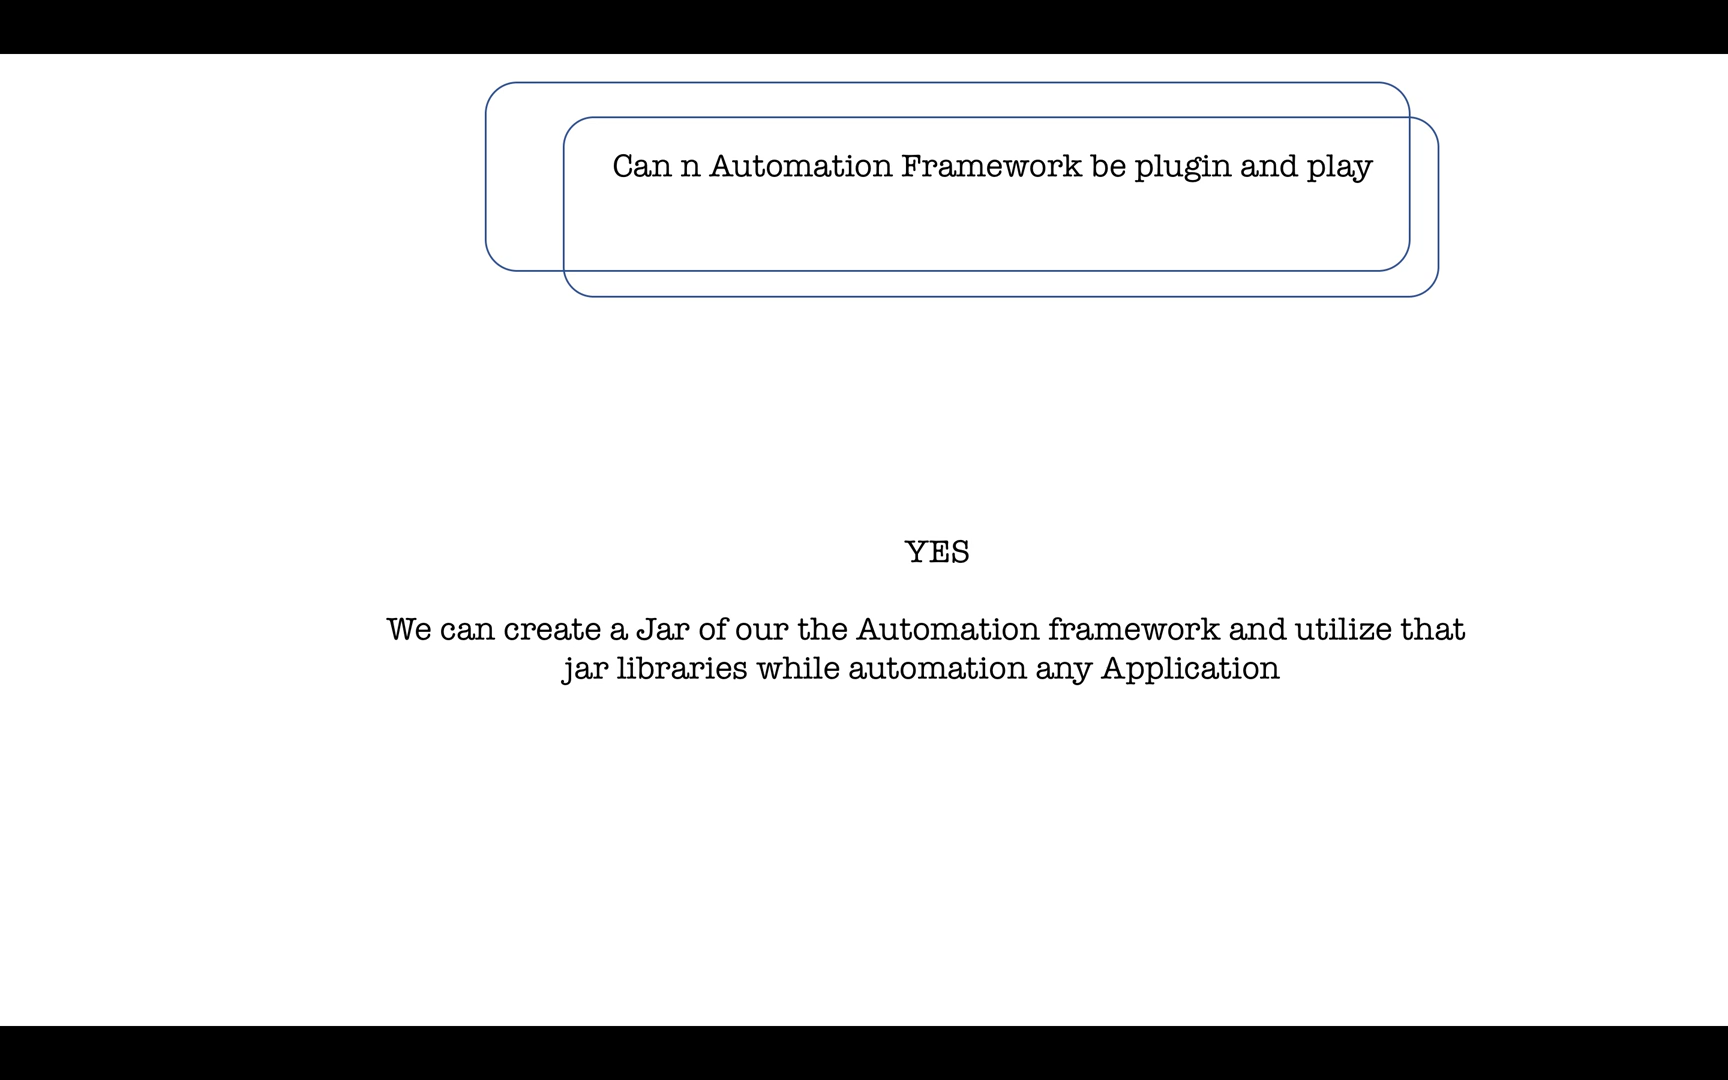 Can n Automation Framework be plugin and play
YES
We can create a Jar of our the Automation framework and utilize that
jar libraries while automation any Application